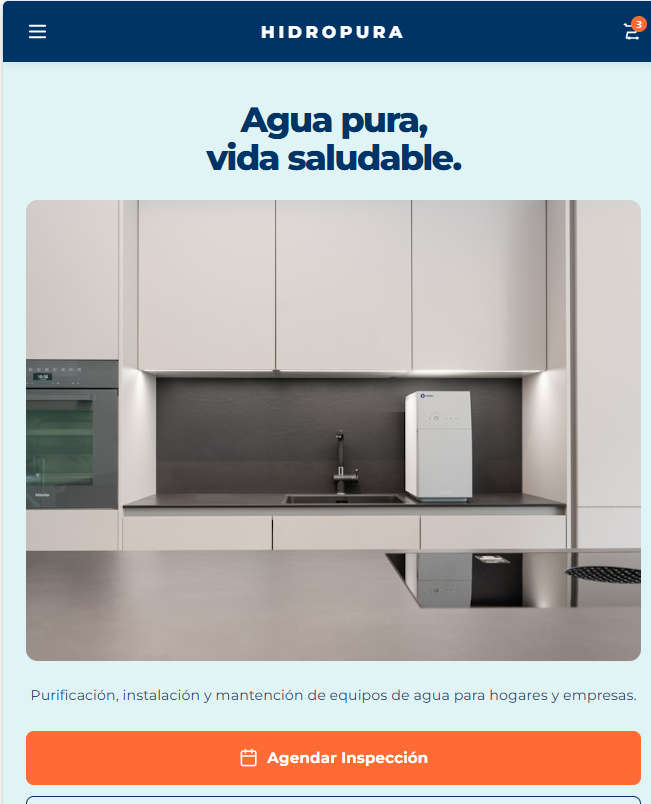 HIDROPURA
3
Agua pura,
vida saludable.
Purificación, instalación y mantención de equipos de agua para hogares y empresas.
Agendar Inspección